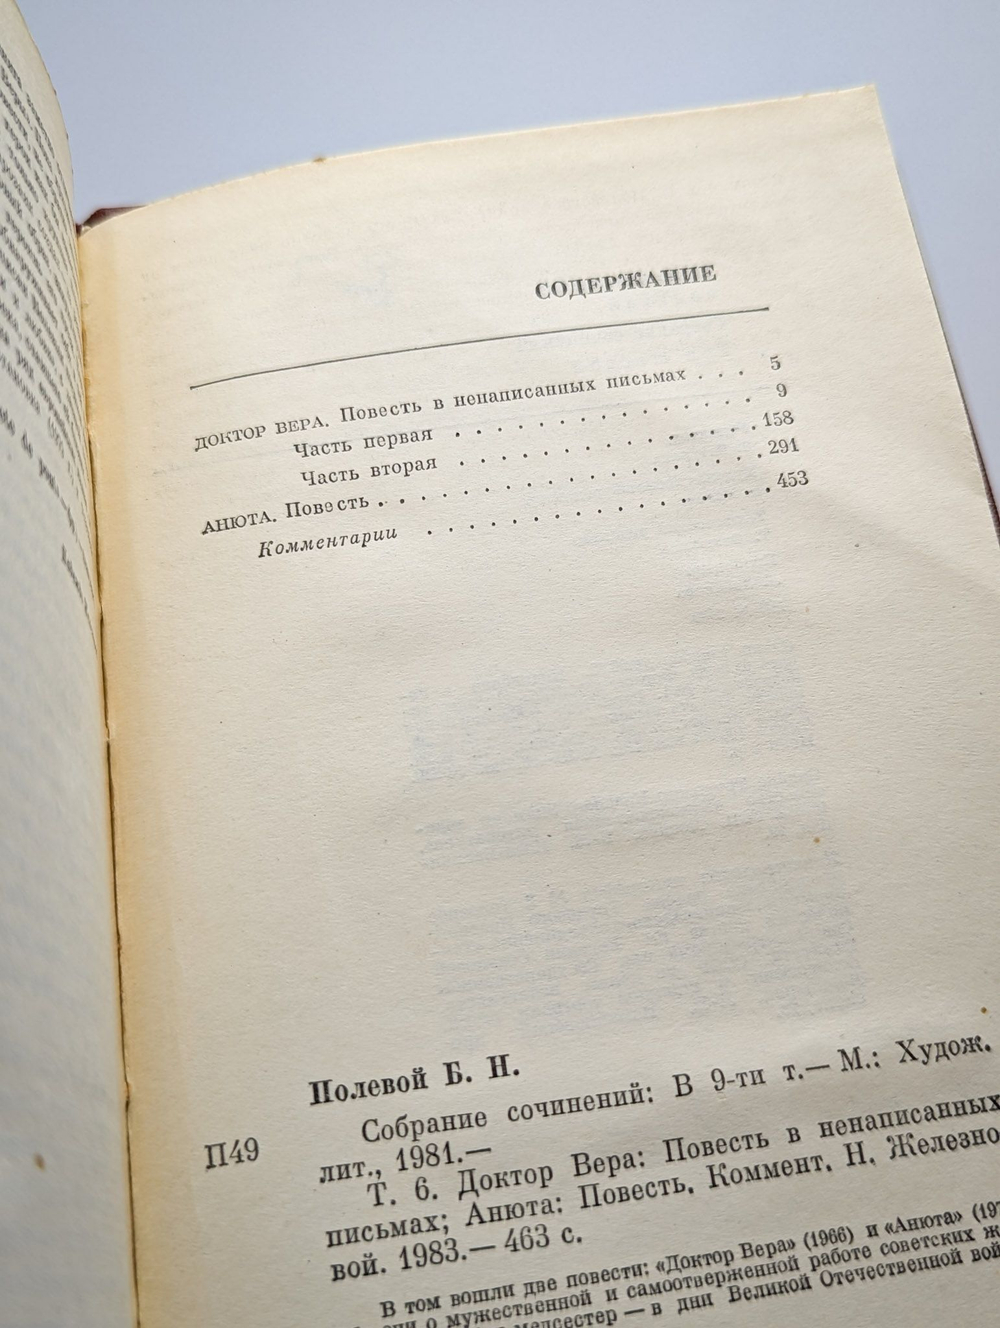 СОДЕРЖАНИЕ
ДОКТОР ВЕРА. Повесть в ненаписанных письмах . . . 5
Часть первая . . . . . . . . . . . . 9
Часть вторая . . . . . . . . . . . . 158
АНЮТА. Повесть . . . . . . . . . . . . . . . 291
Комментарии . . . . . . . . . . . . . 453
Полевой Б. Н.
Собрание сочинений: В 9-ти т.— М.: Худож.
П49 лит., 1981.—
Т. 6. Доктор Вера: Повесть в ненаписанных
письмах; Анюта: Повесть. Коммент. Н. Железно-
вой. 1983.— 463 с.
В том вошли две повести: «Доктор Вера» (1966) и «Анюта»
о мужественной и самоотверженной работе советских
медсестер — в дни Великой Отечественной